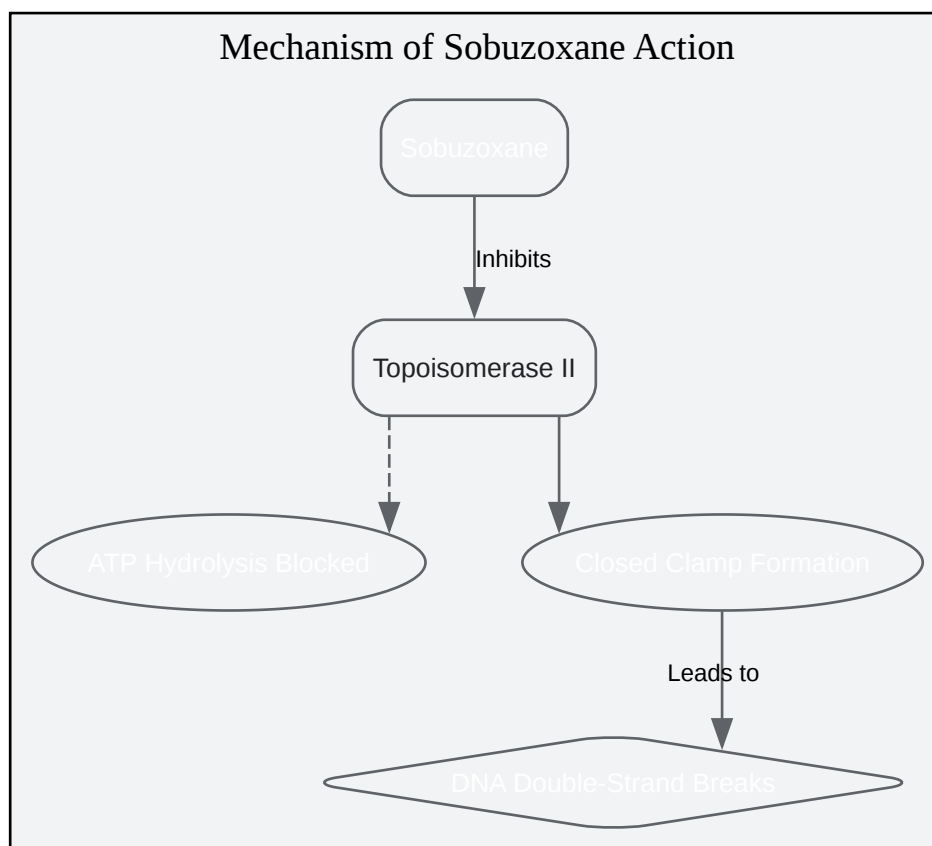 Mechanism of Sobuzoxane Action
Sobuzoxane
Inhibits
Topoisomerase II
ATP Hydrolysis Blocked
Closed Clamp Formation
Leads to
DNA Double-Strand Breaks